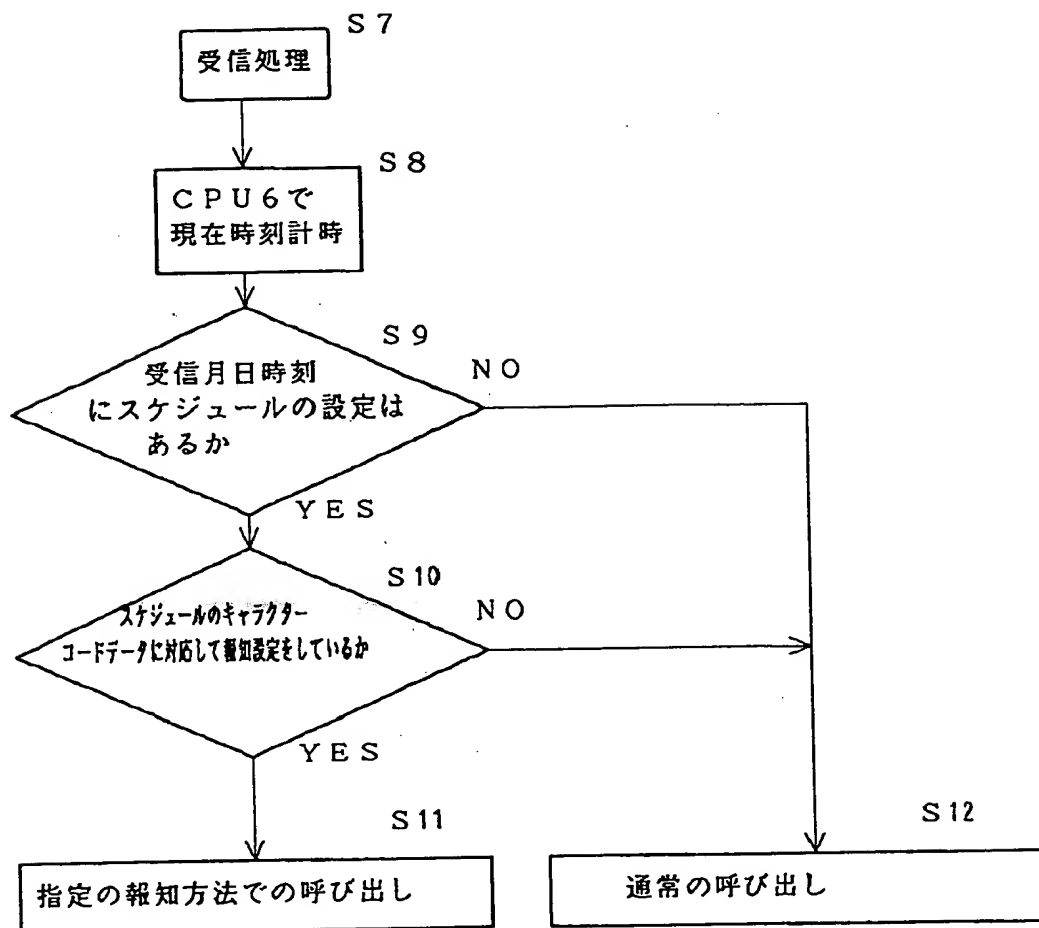 S7
受信処理
S8
CPU6で
現在時刻計時
S9
受信月日時刻
にスケジュールの設定は
あるか
NO
YES
S10
スケジュールのキャラクター
コードデータに対応して報知設定をしているか
NO
YES
S11
指定の報知方法での呼び出し
S12
通常の呼び出し